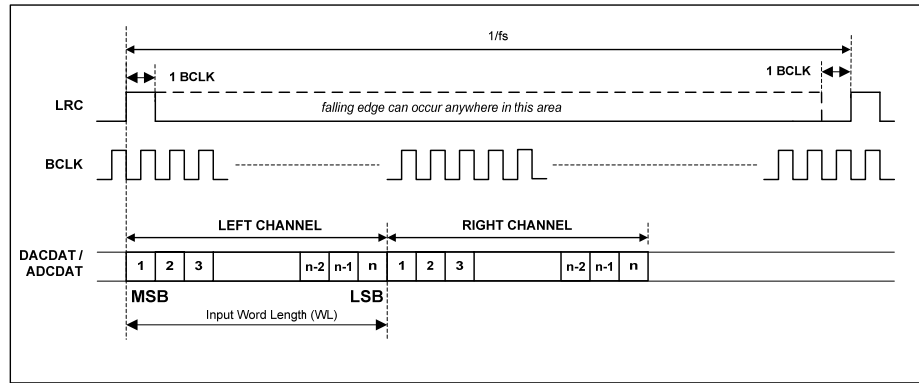 1/fs
1 BCLK
1 BCLK
LRC
falling edge can occur anywhere in this area
BCLK
LEFT CHANNEL
RIGHT CHANNEL
DACDAT /
ADCDAT
1 2 3 n-2 n-1 n 1 2 3 n-2 n-1 n
MSB
LSB
Input Word Length (WL)